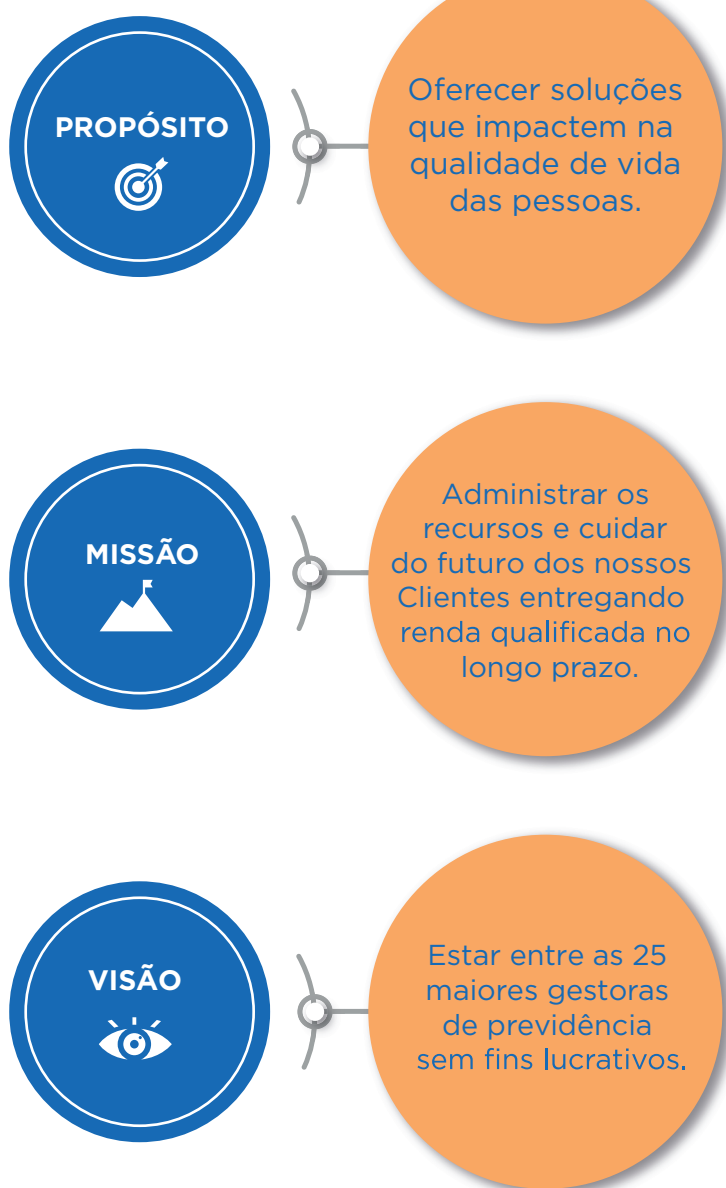 PROPÓSITO
Oferecer soluções
que impactem na
qualidade de vida
das pessoas.
MISSÃO
Administrar os
recursos e cuidar
do futuro dos nossos
Clientes entregando
renda qualificada no
longo prazo.
VISÃO
Estar entre as 25
maiores gestoras
de previdência
sem fins lucrativos.